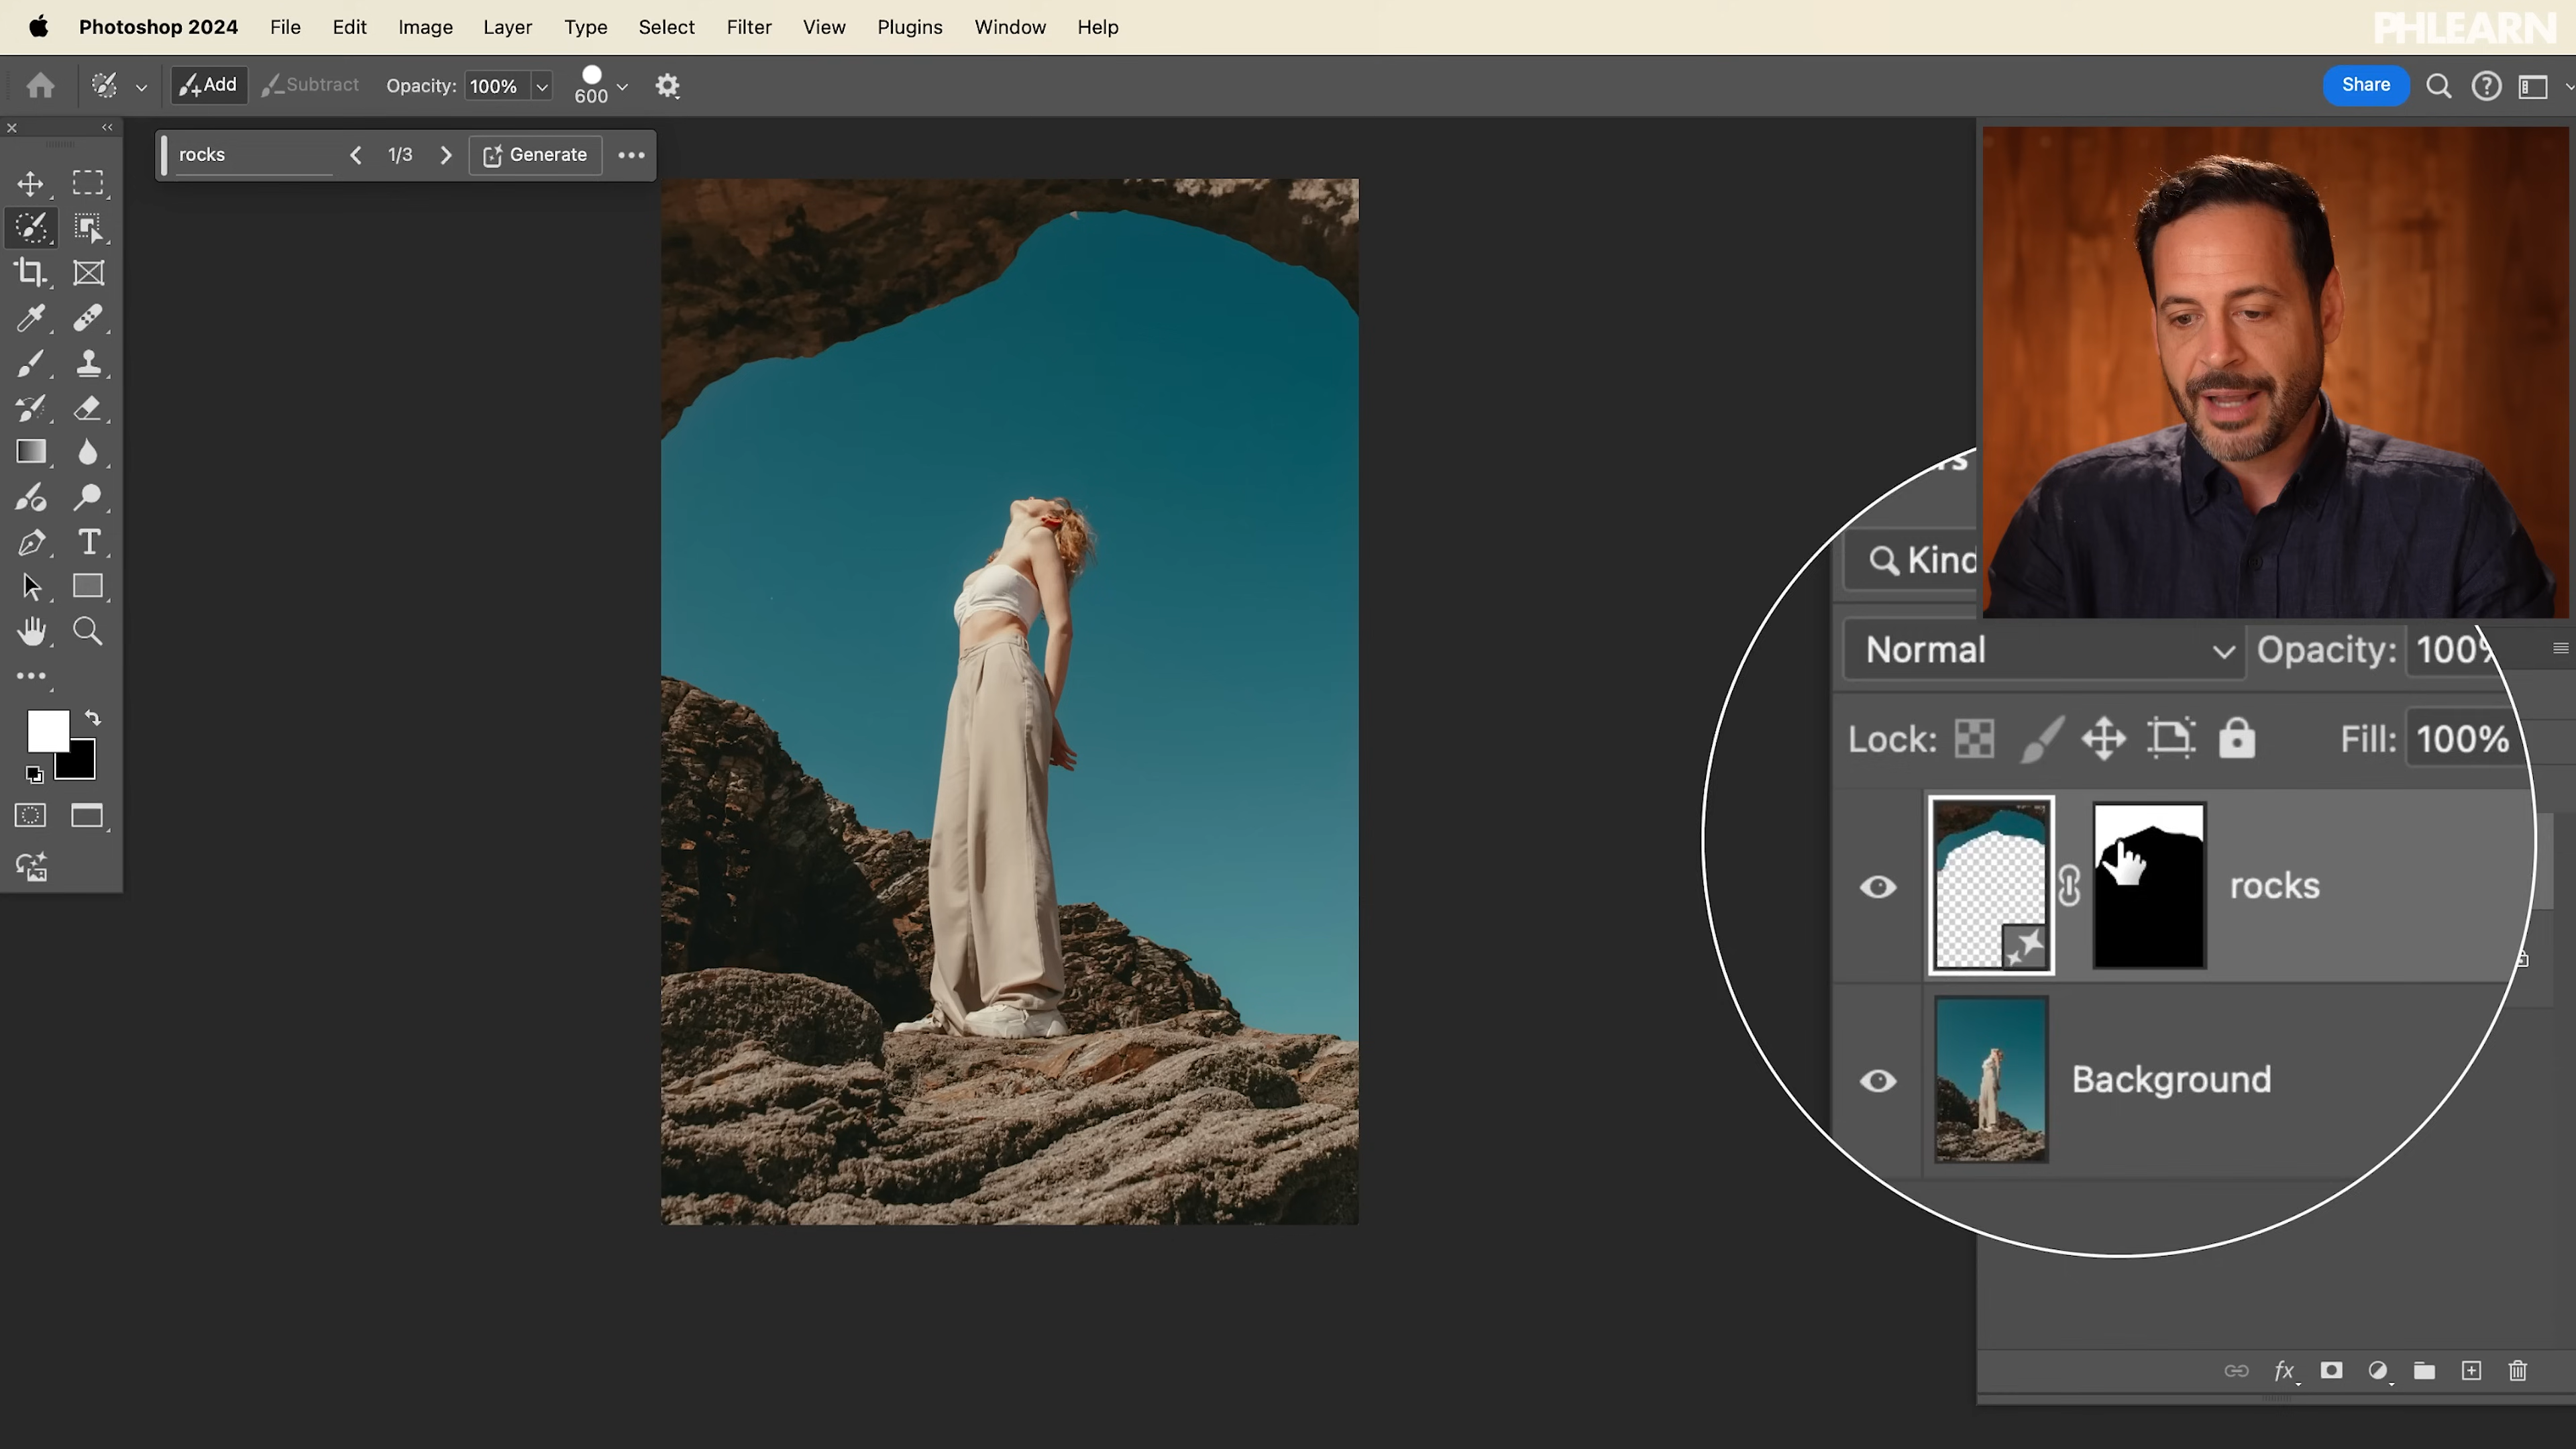 Photoshop 2024 File Edit Image Layer Type Select Filter View Plugins Window Help
PHLEARN
Add Subtract Opacity: 100% 600 Share
rocks 1/3 Generate
Kind
Normal Opacity: 100%
Lock: Fill: 100%
rocks
Background
fx